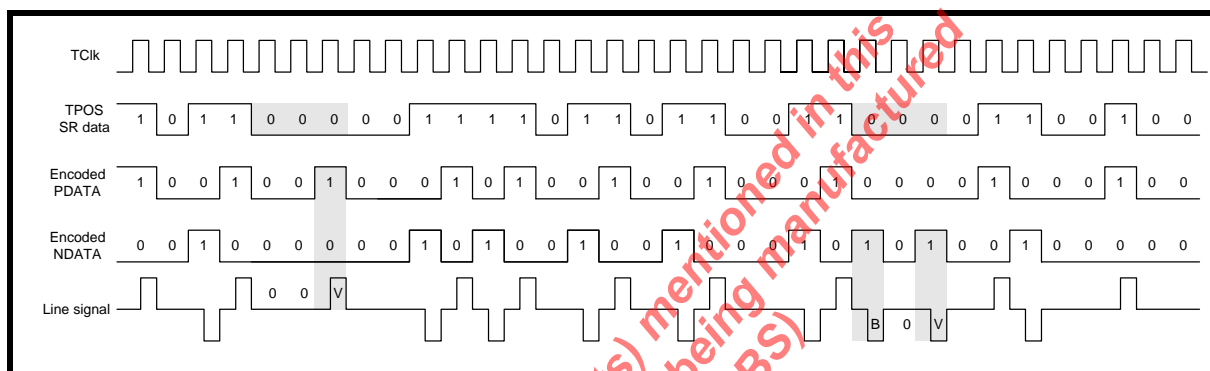 TClk
TPOS
SR data
1 0 1 1 0 0 0 0 0 1 1 1 1 0 1 1 0 1 1 0 0 1 1 0 0 0 0 1 1 0 0 1 0 0
Encoded
PDATA
1 0 0 1 0 0 1 0 0 0 1 0 1 0 0 1 0 0 1 0 0 0 1 0 0 0 0 1 0 0 0 1 0 0
Encoded
NDATA
0 0 1 0 0 0 0 0 0 1 0 1 0 0 1 0 0 1 0 0 0 1 0 1 0 1 0 0 1 0 0 0 0 0
Line signal
0 0 V
B 0 V
mentioned in this
being manufactured